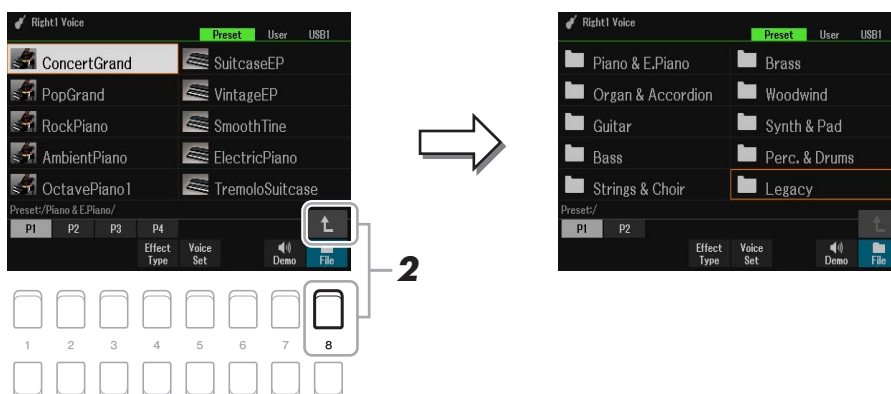 Right1 Voice
Preset User USB1
ConcertGrand SuitcaseEP
PopGrand VintageEP
RockPiano SmoothTine
AmbientPiano ElectricPiano
OctavePiano1 TremoloSuitcase
Preset:/Piano & E.Piano/
P1 P2 P3 P4
Effect Type Voice Set Demo File
2
1 2 3 4 5 6 7 8
Right1 Voice
Preset User USB1
Piano & E.Piano Brass
Organ & Accordion Woodwind
Guitar Synth & Pad
Bass Perc. & Drums
Strings & Choir Legacy
Preset:/
P1 P2
Effect Type Voice Set Demo File